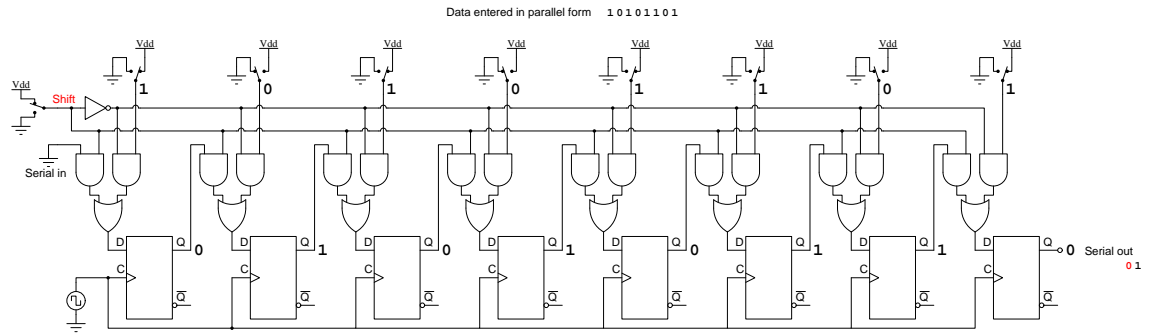 Data entered in parallel form 1 0 1 0 1 1 0 1
Vdd Vdd Vdd Vdd Vdd Vdd Vdd Vdd
1 0 1 0 1 1 0 1
Vdd
Shift
Serial in
D Q D Q D Q D Q D Q D Q D Q D Q
0 1 0 1 0 1 1 0 Serial out
0 1
C C C C C C C C
Q Q Q Q Q Q Q Q